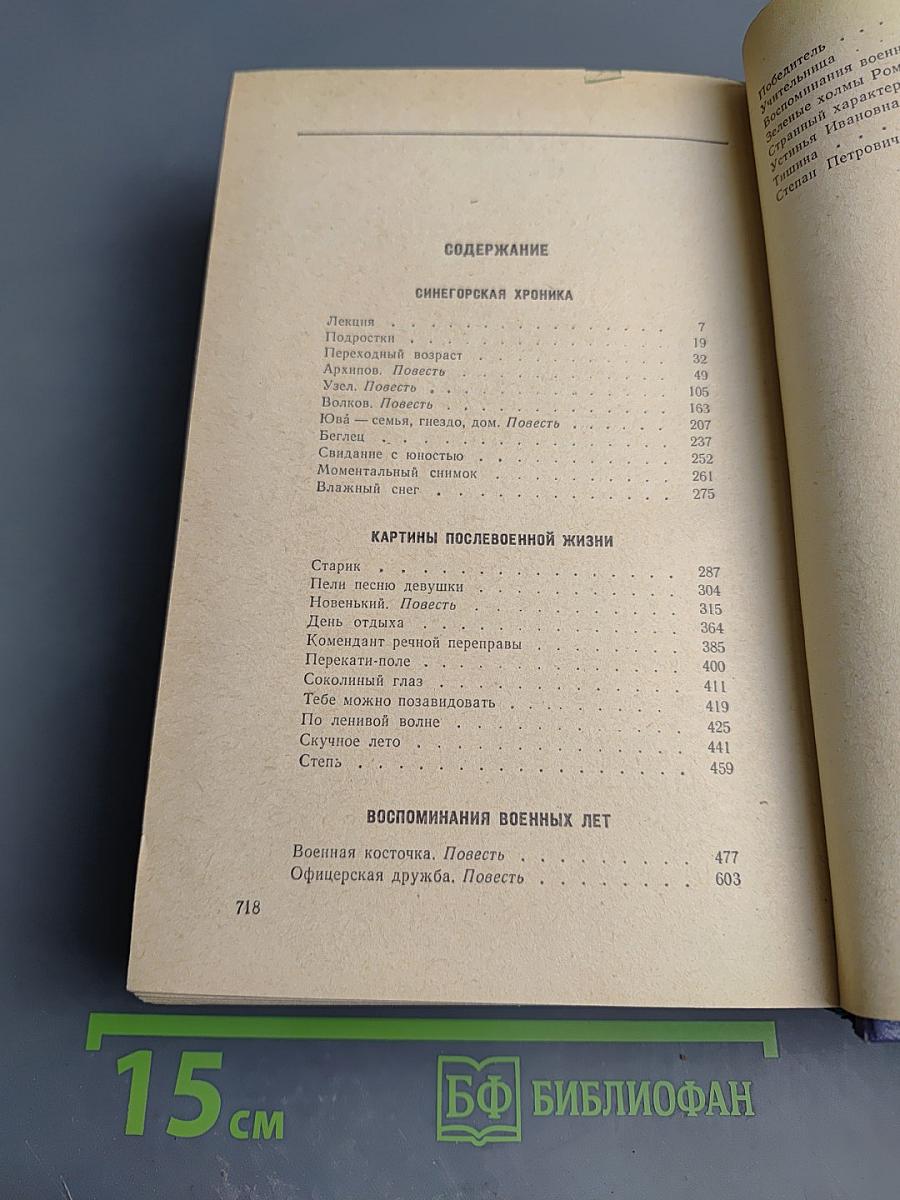 СОДЕРЖАНИЕ
СИНЕГОРСКАЯ ХРОНИКА
Лекция . . . . . . . . . . . . . . . . 7
Подростки . . . . . . . . . . . . . . . 19
Переходный возраст . . . . . . . . . . . 32
Архипов. Повесть . . . . . . . . . . . . 49
Узел. Повесть . . . . . . . . . . . . . 105
Волков. Повесть . . . . . . . . . . . . 163
Ювá — семья, гнездо, дом. Повесть . . . . . . 207
Беглец . . . . . . . . . . . . . . . . 237
Свидание с юностью . . . . . . . . . . . 252
Моментальный снимок . . . . . . . . . . 261
Влажный снег . . . . . . . . . . . . . 275
КАРТИНЫ ПОСЛЕВОЕННОЙ ЖИЗНИ
Старик . . . . . . . . . . . . . . . . 287
Пели песню девушки . . . . . . . . . . . 304
Новенький. Повесть . . . . . . . . . . . 315
День отдыха . . . . . . . . . . . . . . 364
Комендант речной переправы . . . . . . . . 385
Перекати-поле . . . . . . . . . . . . . 400
Соколиный глаз . . . . . . . . . . . . . 411
Тебе можно позавидовать . . . . . . . . . 419
По ленивой волне . . . . . . . . . . . . 425
Скучное лето . . . . . . . . . . . . . . 441
Степь . . . . . . . . . . . . . . . . . 459
ВОСПОМИНАНИЯ ВОЕННЫХ ЛЕТ
Военная косточка. Повесть . . . . . . . . . 477
Офицерская дружба. Повесть . . . . . . . . 603
718
Победитель . . .
Учительница . .
Воспоминания воен
Зеленые холмы Ром
Странный характер
Устинья Ивановна
Тишина . . .
Степан Петрович
15 см
БФ БИБЛИОФАН